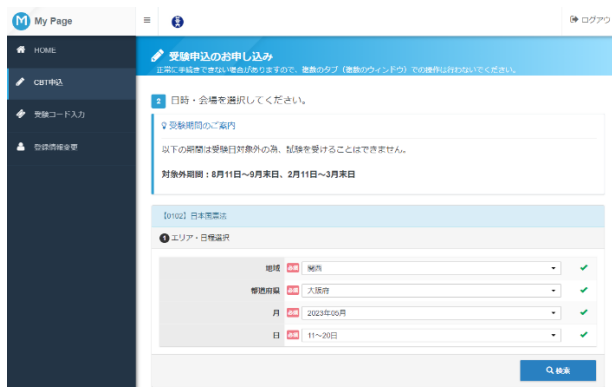 M My Page
ログアウ
HOME
CBT申込
受験コード入力
登録情報変更
受験申込のお申し込み
正常に手続きできない場合がありますので、複数のタブ（複数のウィンドウ）での操作は行わないでください。
2 日時・会場を選択してください。
受験期間のご案内
以下の期間は受験日対象外の為、試験を受けることはできません。
対象外期間：8月11日～9月末日、2月11日～3月末日
【0102】日本国憲法
1 エリア・日程選択
地域 必須 関西
都道府県 必須 大阪府
月 必須 2023年05月
日 必須 11～20日
検索